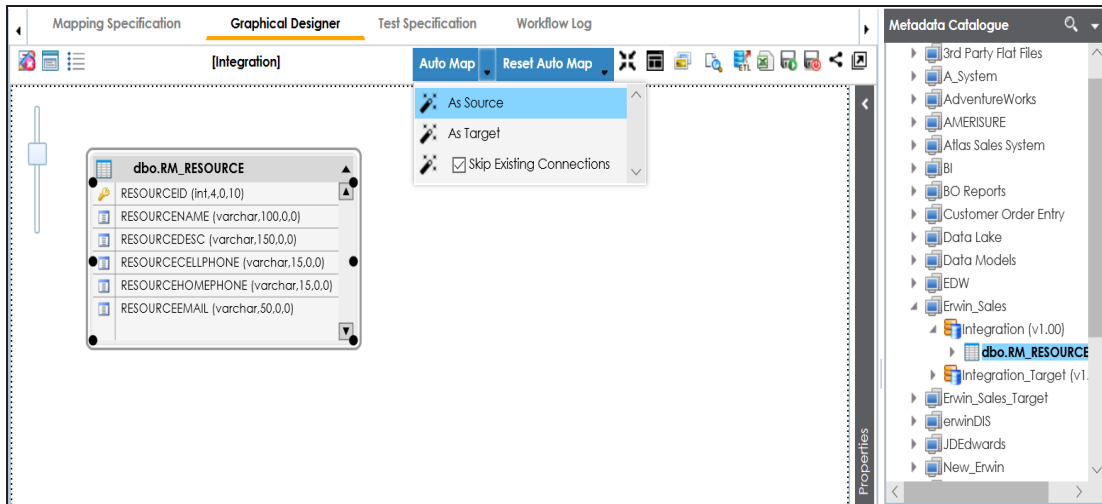 Mapping Specification
Graphical Designer
Test Specification
Workflow Log
[Integration]
Auto Map
Reset Auto Map
ETL
As Source
As Target
Skip Existing Connections
dbo.RM_RESOURCE
RESOURCEID (int,4,0,10)
RESOURCENAME (varchar,100,0,0)
RESOURCEDESC (varchar,150,0,0)
RESOURCECELLPHONE (varchar,15,0,0)
RESOURCEHOMEPHONE (varchar,15,0,0)
RESOURCEEMAIL (varchar,50,0,0)
Properties
Metadata Catalogue
3rd Party Flat Files
A_System
AdventureWorks
AMERISURE
Atlas Sales System
BI
BO Reports
Customer Order Entry
Data Lake
Data Models
EDW
Erwin_Sales
Integration (v1.00)
dbo.RM_RESOURCE
Integration_Target (v1.
Erwin_Sales_Target
erwinDIS
JDEdwards
New_Erwin